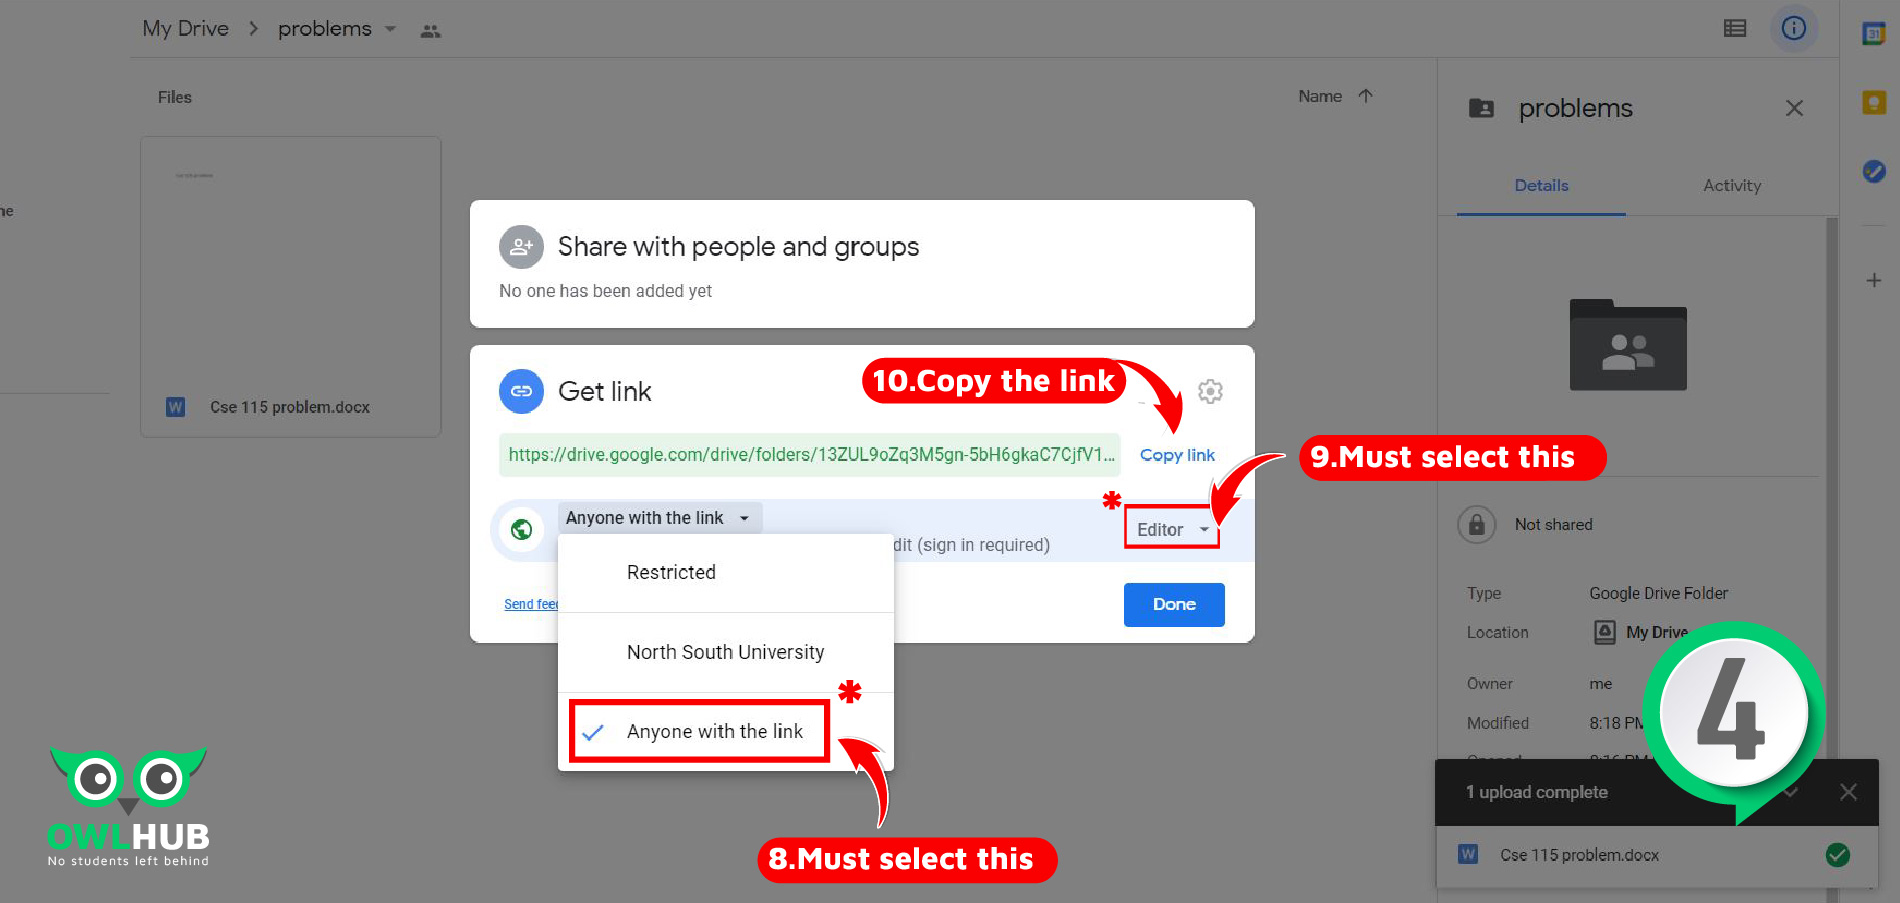 My Drive > problems
Files
Name
ne
Cse 115 problem.docx
Share with people and groups
No one has been added yet
Get link
10.Copy the link
https://drive.google.com/drive/folders/13ZUL9oZq3M5gn-5bH6gkaC7CjfV1...
Copy link
9.Must select this
*
Anyone with the link
Editor
dit (sign in required)
Restricted
Send feed
Done
North South University
*
Anyone with the link
8.Must select this
problems
Details
Activity
Not shared
Type Google Drive Folder
Location My Drive
Owner me
Modified 8:18 PM
4
1 upload complete
W Cse 115 problem.docx
31
W
OWLHUB
No students left behind